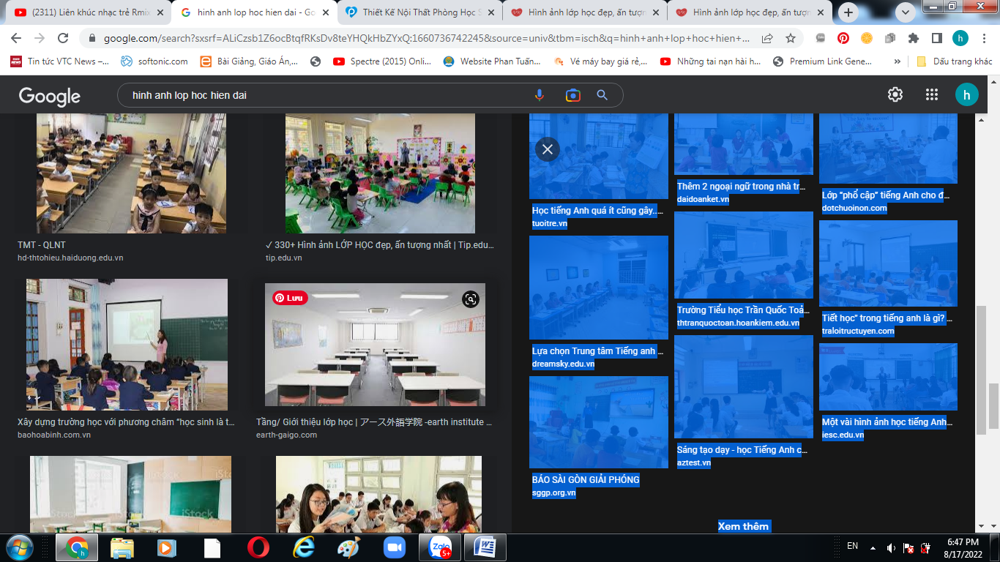 (2311) Liên khúc nhạc trẻ Rmix
hinh anh lop hoc hien dai - Go
Thiết Kế Nội Thất Phòng Học S
Hình ảnh lớp học đẹp, ấn tượn
Hình ảnh lớp học đẹp, ấn tượn
google.com/search?sxsrf=ALiCzsb1Z6ocBtqfRKsDv8teYHQkHbZYxQ:1660736742245&source=univ&tbm=isch&q=hinh+anh+lop+hoc+hien+...
h
Tin tức VTC News –...
softonic.com
Bài Giảng, Giáo Án,...
Spectre (2015) Onli...
Website Phan Tuấn...
Vé máy bay giá rẻ,...
Những tai nạn hài h...
Premium Link Gene...
»
Dấu trang khác
Google
hinh anh lop hoc hien dai
h
TMT - QLNT
hd-thtohieu.haiduong.edu.vn
✓ 330+ Hình ảnh LỚP HỌC đẹp, ấn tượng nhất | Tip.edu...
tip.edu.vn
Lưu
Xây dựng trường học với phương châm "học sinh là t...
baohoabinh.com.vn
Tầng/ Giới thiệu lớp học | アース外語学院 -earth institute ...
earth-gaigo.com
iStock
iStock
Học tiếng Anh quá ít cũng gây...
tuoitre.vn
Lựa chọn Trung tâm Tiếng anh ...
dreamsky.edu.vn
BÁO SÀI GÒN GIẢI PHÓNG
sggp.org.vn
Thêm 2 ngoại ngữ trong nhà tr...
daidoanket.vn
Trường Tiểu học Trần Quốc Toả...
thtranquoctoan.hoankiem.edu.vn
Sáng tạo dạy - học Tiếng Anh c...
aztest.vn
Lớp "phổ cập" tiếng Anh cho đ...
dotchuoinon.com
Tiết học" trong tiếng anh là gì? ...
traloitructuyen.com
Một vài hình ảnh học tiếng Anh...
iesc.edu.vn
Xem thêm
h
Zalo
5+
EN
6:47 PM
8/17/2022